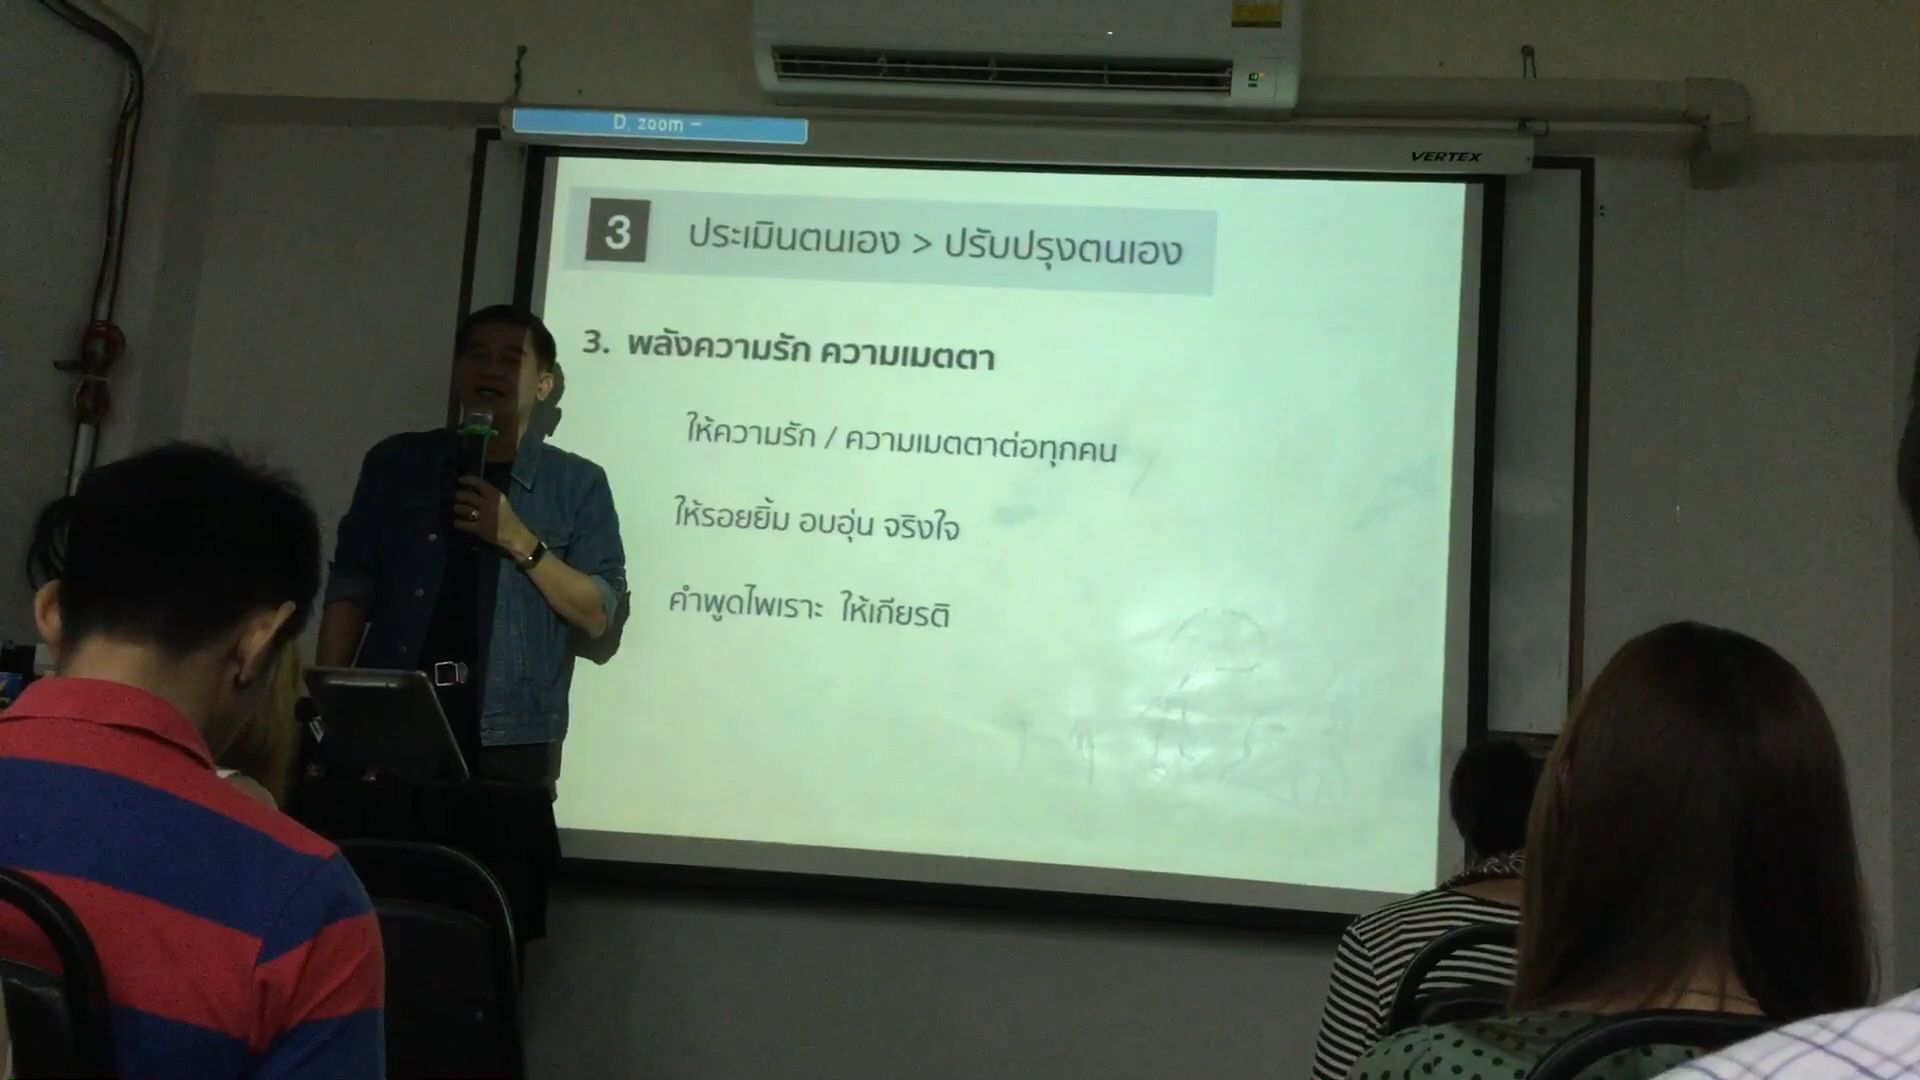 D. zoom -
VERTEX
3 ประเมินตนเอง > ปรับปรุงตนเอง
3. พลังความรัก ความเมตตา
ให้ความรัก / ความเมตตาต่อทุกคน
ให้รอยยิ้ม อบอุ่น จริงใจ
คำพูดไพเราะ ให้เกียรติ